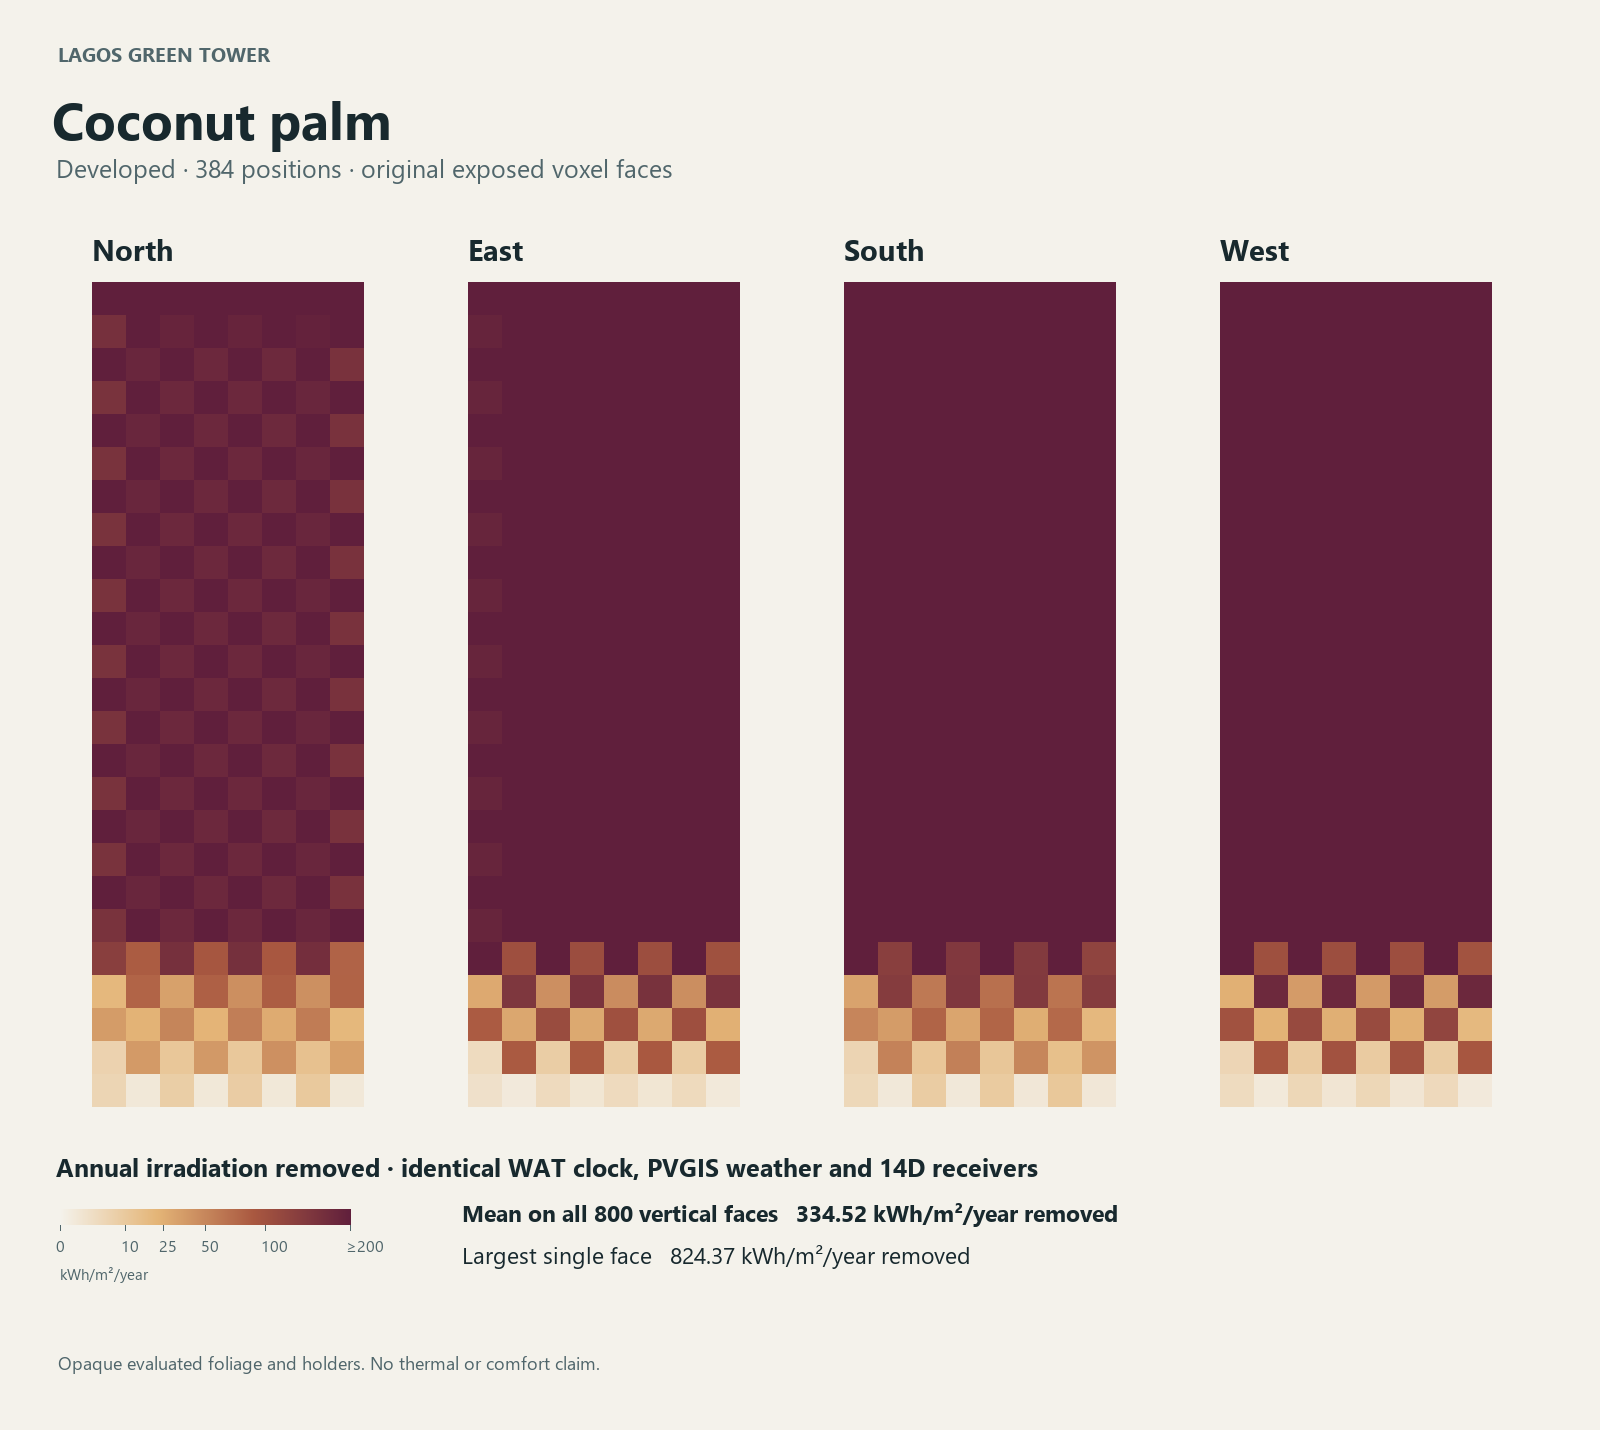 LAGOS GREEN TOWER
Coconut palm
Developed · 384 positions · original exposed voxel faces
North East South West
Annual irradiation removed · identical WAT clock, PVGIS weather and 14D receivers
Mean on all 800 vertical faces 334.52 kWh/m²/year removed
0 10 25 50 100 ≥200
Largest single face 824.37 kWh/m²/year removed
kWh/m²/year
Opaque evaluated foliage and holders. No thermal or comfort claim.